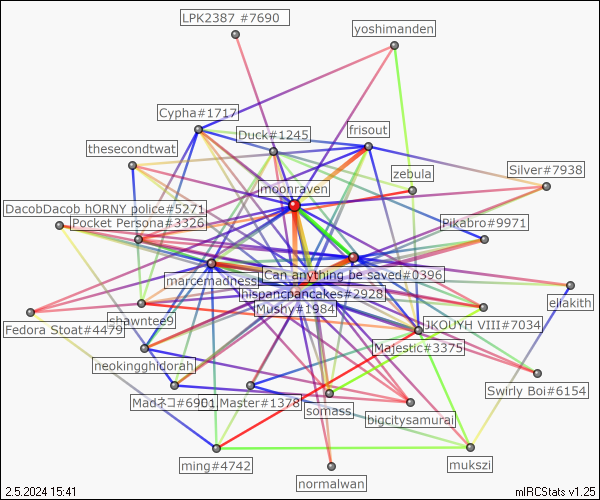 LPK2387 #7690
yoshimanden
Cypha#1717
frisout
Duck#1245
thesecondtwat
zebula
Silver#7938
moonraven
DacobDacob hORNY police#5271
Pocket Persona#3326
Pikabro#9971
Can anything be saved#0396
marcemadness
eliakith
hispancpancakes#2928
Mushy#1984
shawntee9
Fedora Stoat#4479
JKOUYH VIII#7034
Majestic#3375
neokingghidorah
Swirly Boi#6154
Madネコ#6901
Master#1378
somass
bigcitysamurai
ming#4742
mukszi
normalwan
2.5.2024 15:41
mIRCStats v1.25